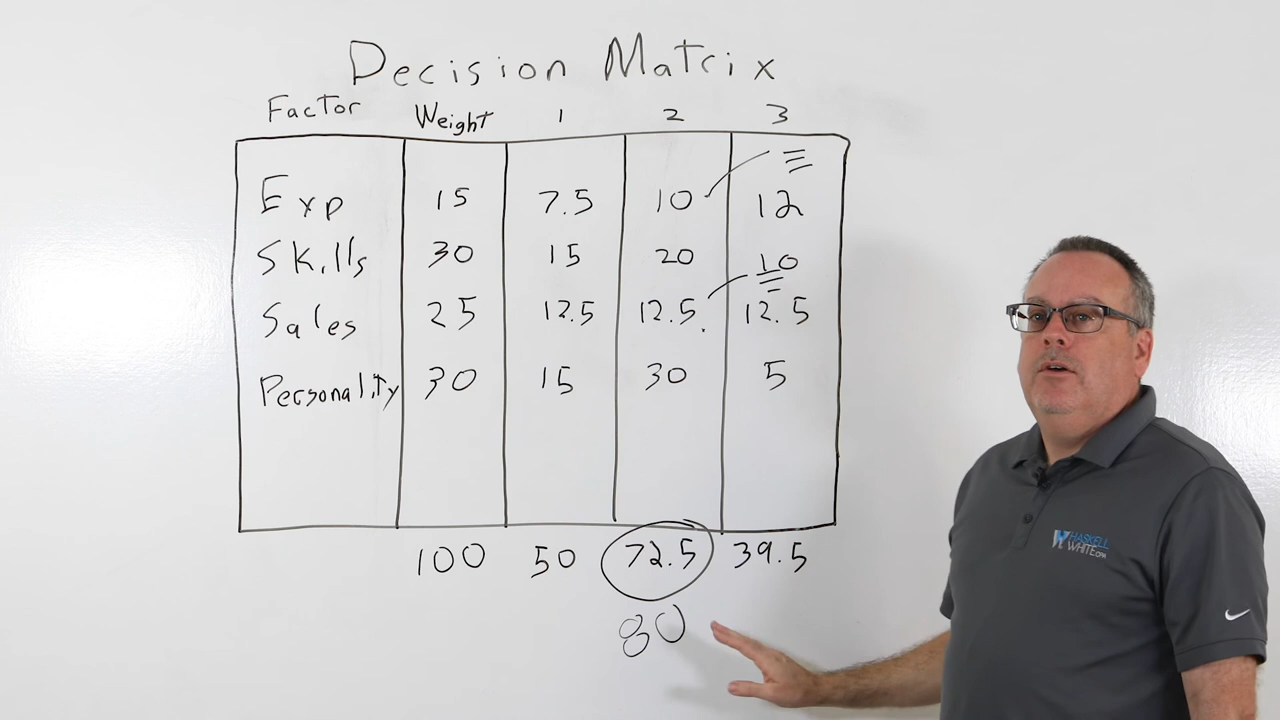 Decision Matrix
Factor Weight 1 2 3
Exp 15 7.5 10 12
Skills 30 15 20 10
Sales 25 12.5 12.5 12.5
Personality 30 15 30 5
100 50 72.5 39.5
80
HASKELL
WHITE CPA